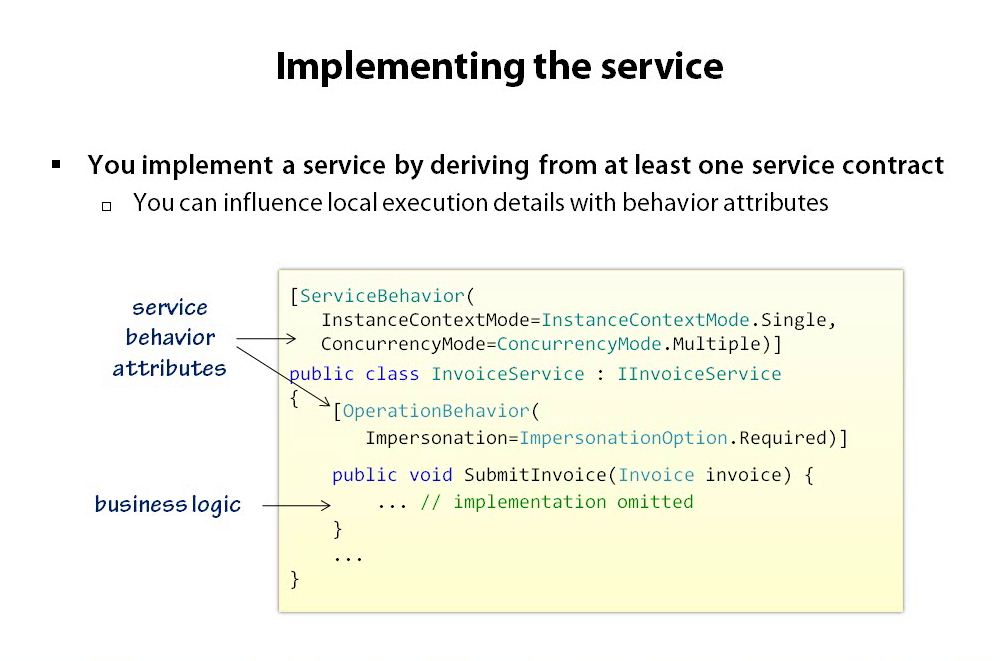 Implementing the service
▪ You implement a service by deriving from at least one service contract
□ You can influence local execution details with behavior attributes
service
behavior
attributes
[ServiceBehavior(
InstanceContextMode=InstanceContextMode.Single,
ConcurrencyMode=ConcurrencyMode.Multiple)]
public class InvoiceService : IInvoiceService
{
[OperationBehavior(
Impersonation=ImpersonationOption.Required)]
public void SubmitInvoice(Invoice invoice) {
business logic
... // implementation omitted
}
...
}